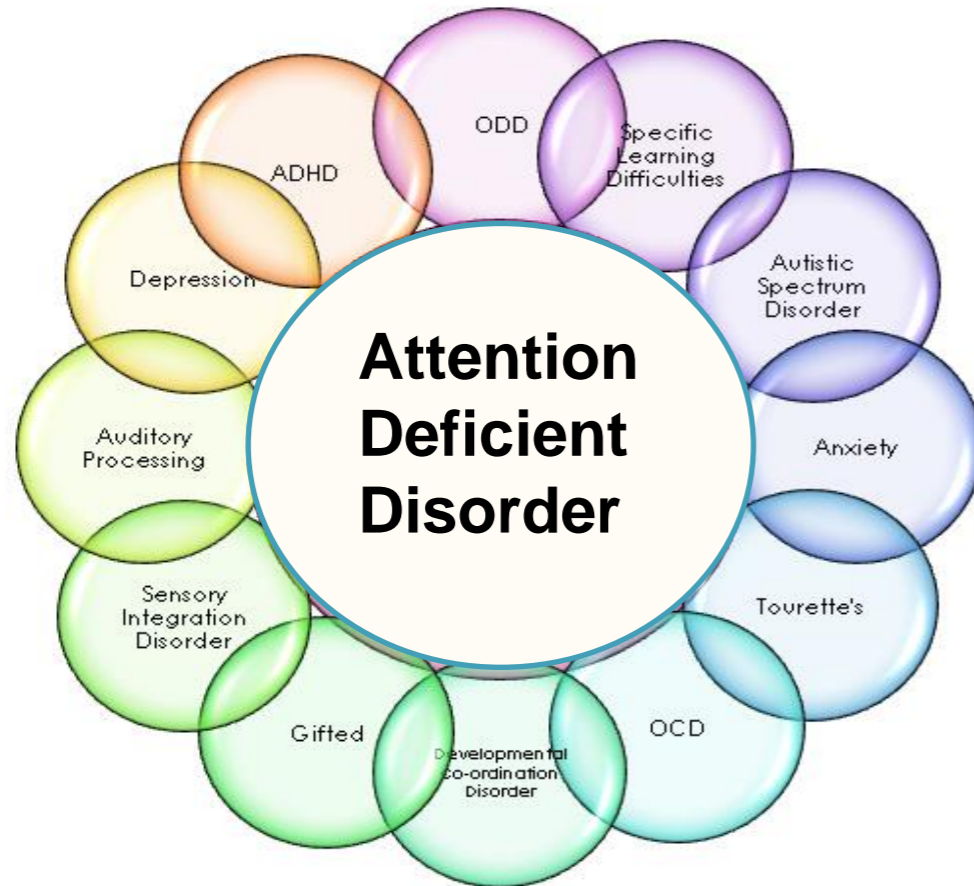 Attention
Deficient
Disorder
ODD
Specific
Learning
Difficulties
Autistic
Spectrum
Disorder
Anxiety
Tourette's
OCD
Developmental
Co-ordination
Disorder
Gifted
Sensory
Integration
Disorder
Auditory
Processing
Depression
ADHD